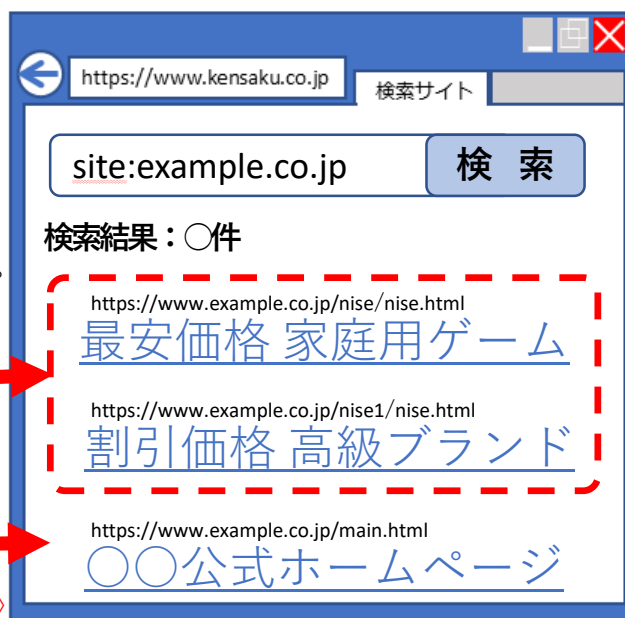 https://www.kensaku.co.jp
検索サイト
site:example.co.jp
検 索
検索結果：○件
https://www.example.co.jp/nise/nise.html
最安価格 家庭用ゲーム
https://www.example.co.jp/nise1/nise.html
割引価格 高級ブランド
https://www.example.co.jp/main.html
○○公式ホームページ